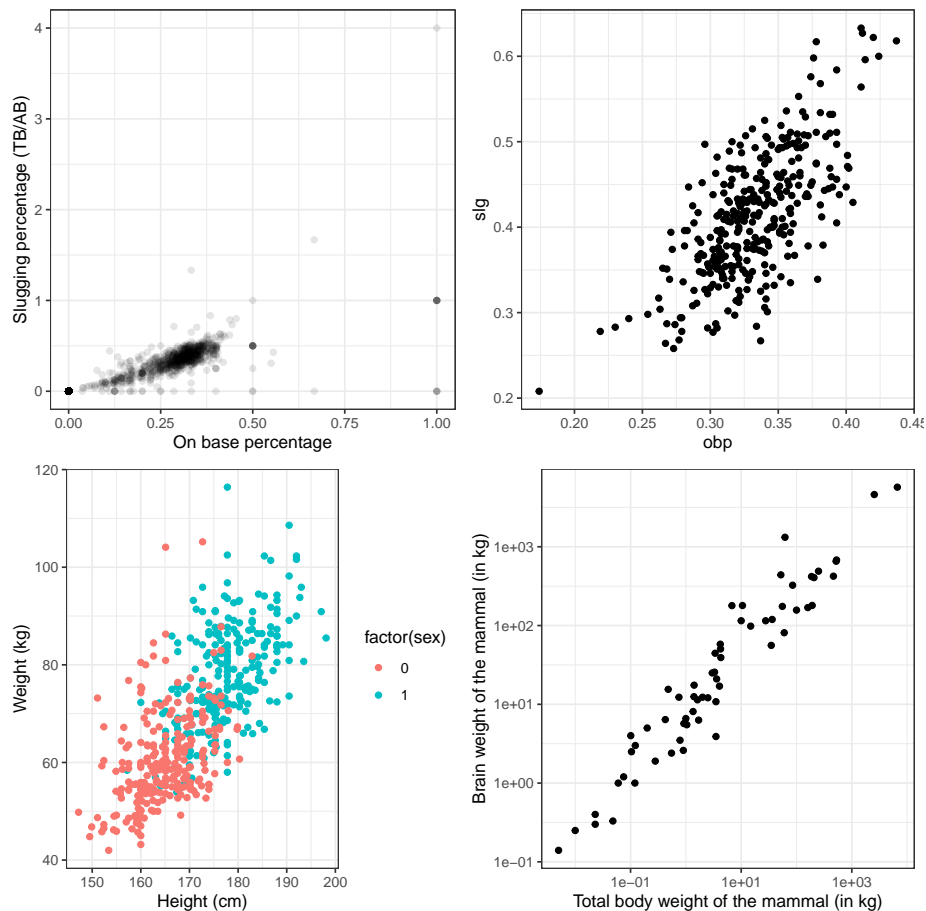 4
3
2
1
0
Slugging percentage (TB/AB)
0.00 0.25 0.50 0.75 1.00
On base percentage
0.6
0.5
0.4
0.3
0.2
slg
0.20 0.25 0.30 0.35 0.40 0.45
obp
120
100
80
60
40
Weight (kg)
150 160 170 180 190 200
Height (cm)
factor(sex)
0
1
1e+03
1e+02
1e+01
1e+00
1e−01
Brain weight of the mammal (in kg)
1e−01 1e+01 1e+03
Total body weight of the mammal (in kg)